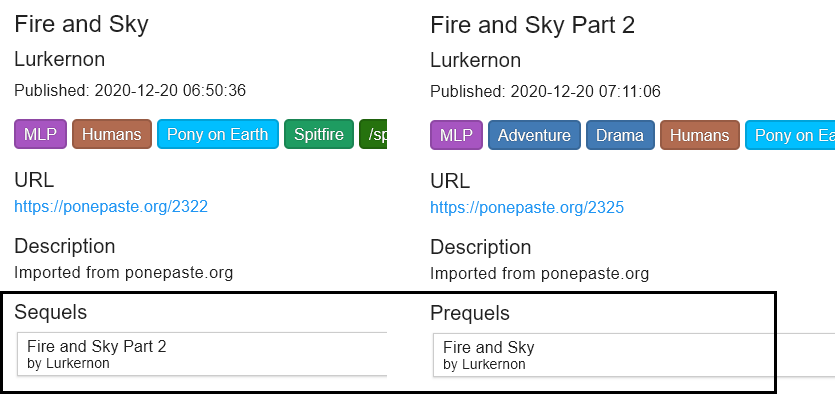 Fire and Sky
Lurkernon
Published: 2020-12-20 06:50:36
MLP Humans Pony on Earth Spitfire /sp
URL
https://ponepaste.org/2322
Description
Imported from ponepaste.org
Sequels
Fire and Sky Part 2
by Lurkernon
Fire and Sky Part 2
Lurkernon
Published: 2020-12-20 07:11:06
MLP Adventure Drama Humans Pony on Ea
URL
https://ponepaste.org/2325
Description
Imported from ponepaste.org
Prequels
Fire and Sky
by Lurkernon